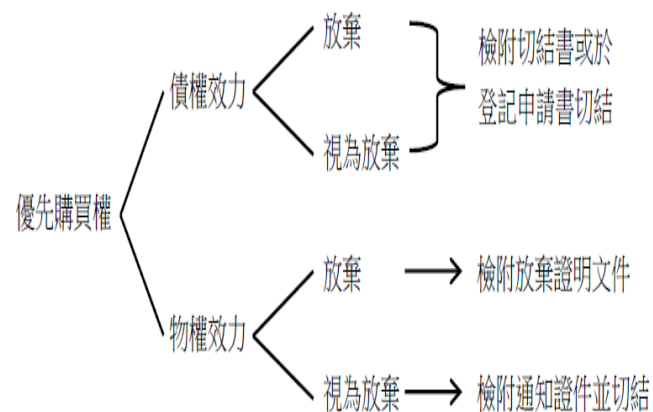 優先購買權
債權效力
放棄
視為放棄
檢附切結書或於
登記申請書切結
物權效力
放棄
檢附放棄證明文件
視為放棄
檢附通知證件並切結